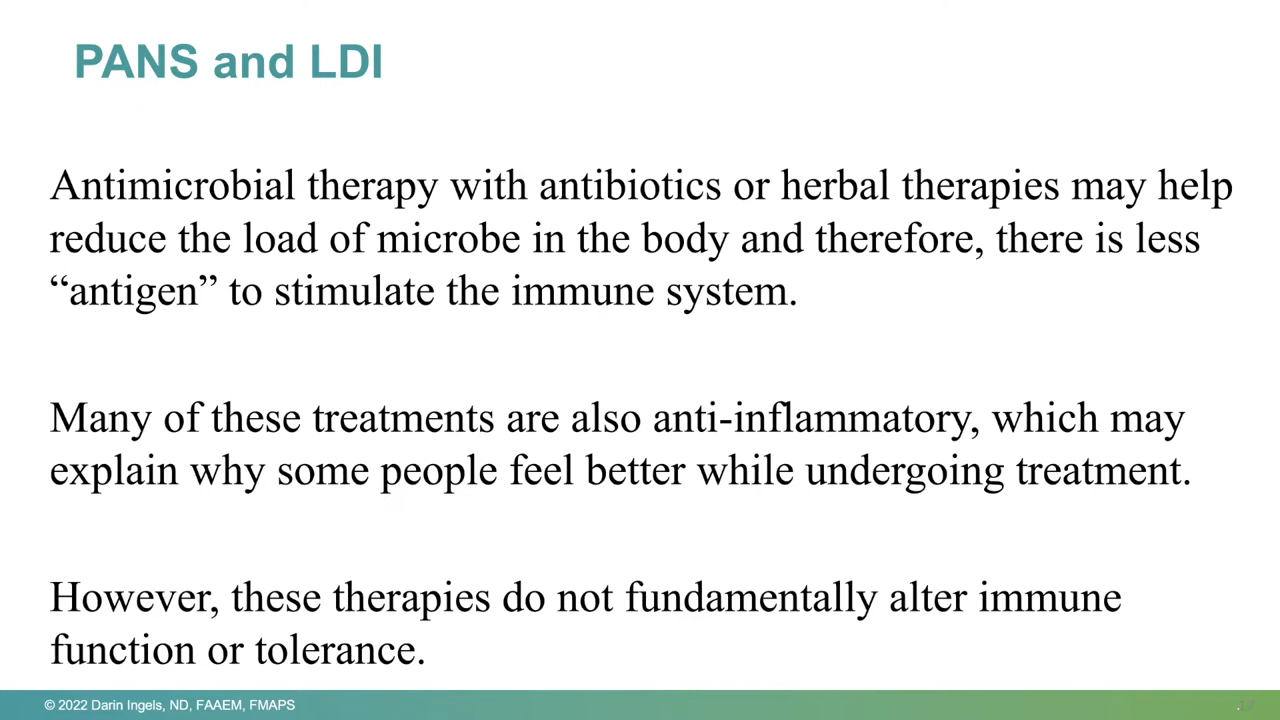 PANS and LDI
Antimicrobial therapy with antibiotics or herbal therapies may help
reduce the load of microbe in the body and therefore, there is less
“antigen” to stimulate the immune system.
Many of these treatments are also anti-inflammatory, which may
explain why some people feel better while undergoing treatment.
However, these therapies do not fundamentally alter immune
function or tolerance.
© 2022 Darin Ingels, ND, FAAEM, FMAPS